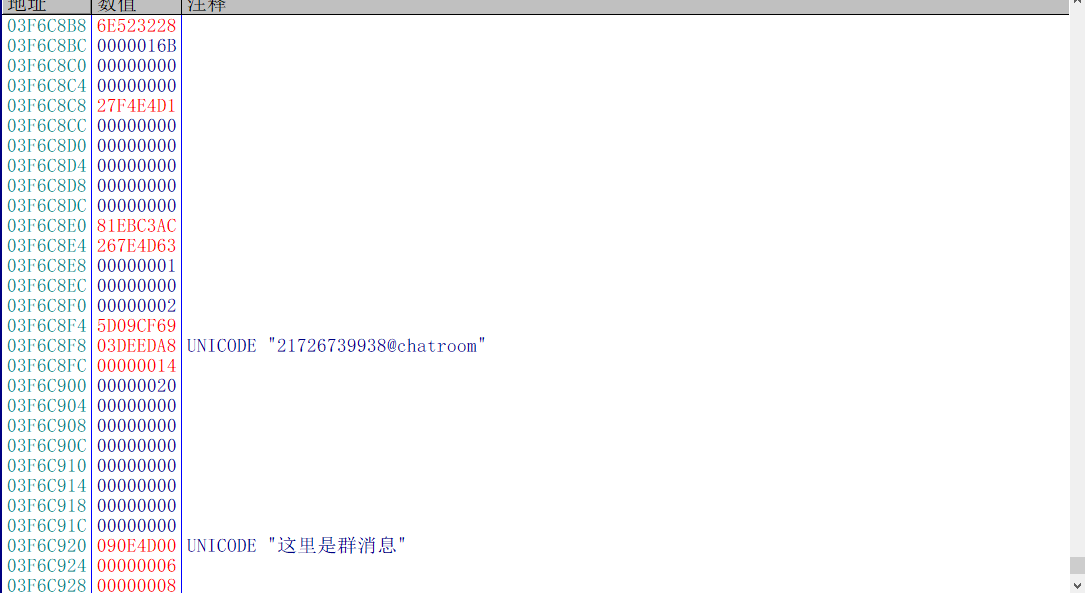 地址 数值 注释
03F6C8B8 6E523228
03F6C8BC 0000016B
03F6C8C0 00000000
03F6C8C4 00000000
03F6C8C8 27F4E4D1
03F6C8CC 00000000
03F6C8D0 00000000
03F6C8D4 00000000
03F6C8D8 00000000
03F6C8DC 00000000
03F6C8E0 81EBC3AC
03F6C8E4 267E4D63
03F6C8E8 00000001
03F6C8EC 00000000
03F6C8F0 00000002
03F6C8F4 5D09CF69
03F6C8F8 03DEEDA8 UNICODE "21726739938@chatroom"
03F6C8FC 00000014
03F6C900 00000020
03F6C904 00000000
03F6C908 00000000
03F6C90C 00000000
03F6C910 00000000
03F6C914 00000000
03F6C918 00000000
03F6C91C 00000000
03F6C920 090E4D00 UNICODE "这里是群消息"
03F6C924 00000006
03F6C928 00000008